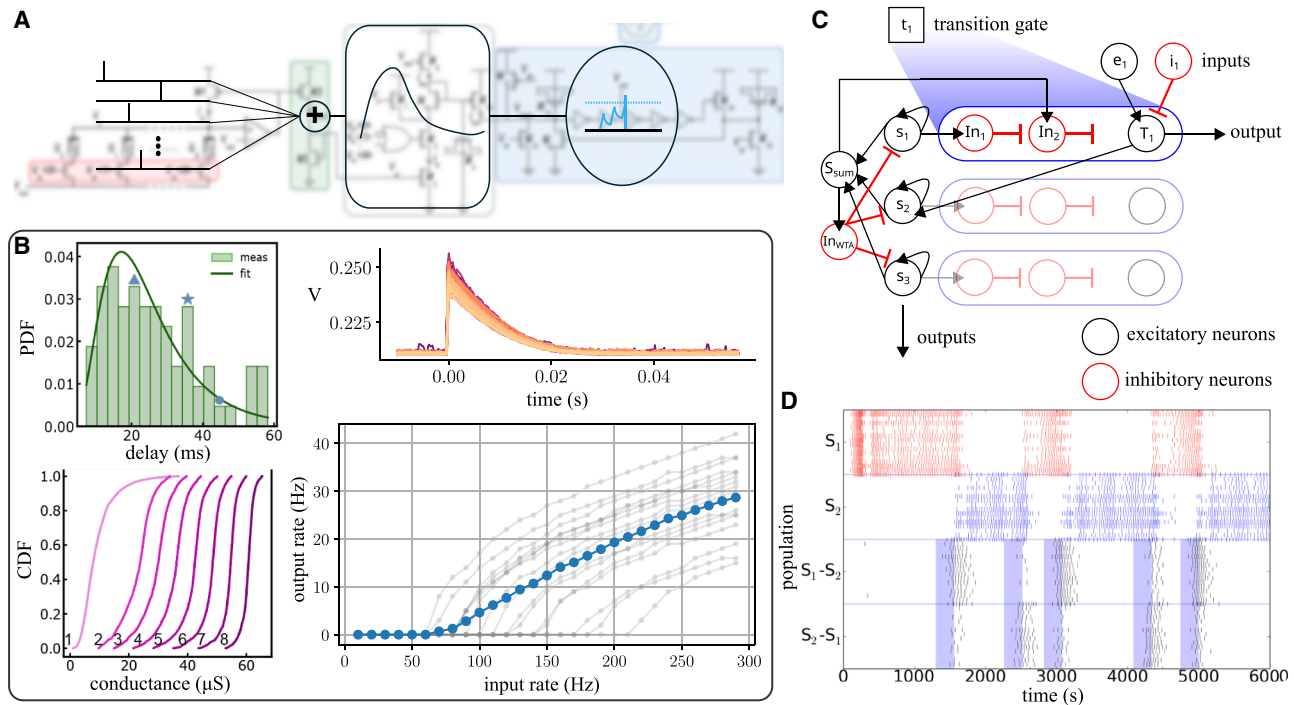 A
+
B
meas
fit
PDF
0.04
0.03
0.02
0.01
0.00
20
40
60
delay (ms)
V
0.250
0.225
0.00
0.02
0.04
time (s)
CDF
1.0
0.8
0.6
0.4
0.2
0.0
1
2
3
4
5
6
7
8
0
20
40
60
conductance (μS)
output rate (Hz)
40
30
20
10
0
0
50
100
150
200
250
300
input rate (Hz)
C
t1
transition gate
e1
i1
inputs
S1
In1
In2
T1
output
Ssum
S2
InWTA
S3
outputs
excitatory neurons
inhibitory neurons
D
population
S1
S2
S1-S2
S2-S1
0
1000
2000
3000
4000
5000
6000
time (s)